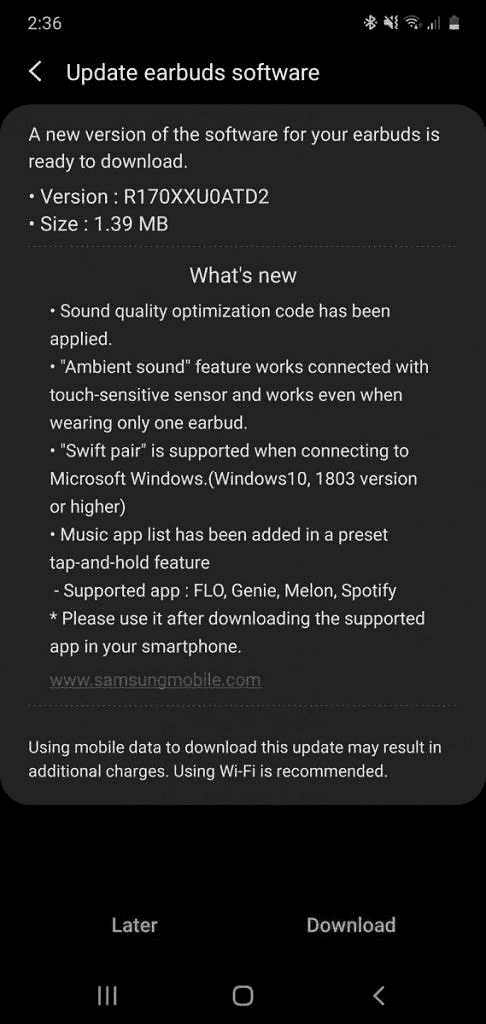 2:36
Update earbuds software
A new version of the software for your earbuds is
ready to download.
• Version : R170XXU0ATD2
• Size : 1.39 MB
What's new
• Sound quality optimization code has been
applied.
• "Ambient sound" feature works connected with
touch-sensitive sensor and works even when
wearing only one earbud.
• "Swift pair" is supported when connecting to
Microsoft Windows.(Windows10, 1803 version
or higher)
• Music app list has been added in a preset
tap-and-hold feature
- Supported app : FLO, Genie, Melon, Spotify
* Please use it after downloading the supported
app in your smartphone.
www.samsungmobile.com
Using mobile data to download this update may result in
additional charges. Using Wi-Fi is recommended.
Later
Download